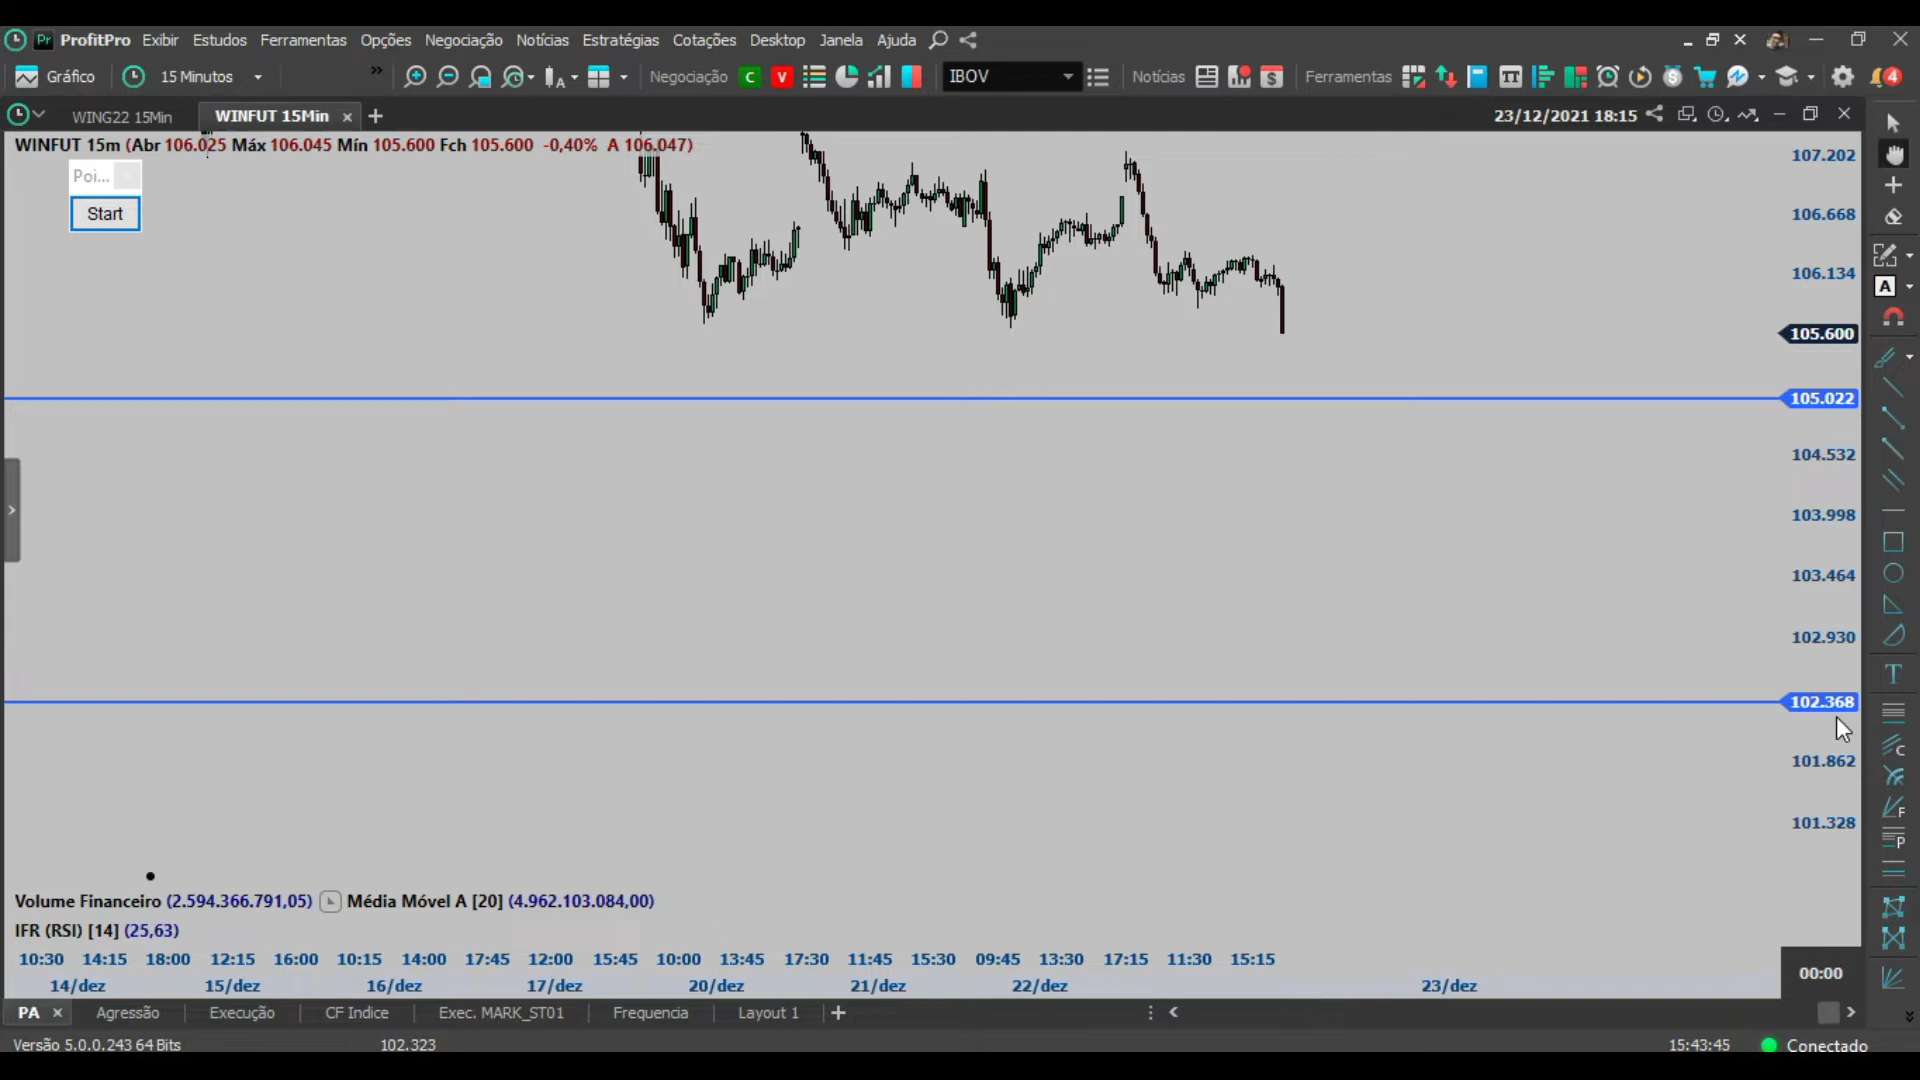 Pr ProfitPro Exibir Estudos Ferramentas Opções Negociação Notícias Estratégias Cotações Desktop Janela Ajuda
Gráfico 15 Minutos » A Negociação C V IBOV Notícias $ Ferramentas TT $ 4
WING22 15Min WINFUT 15Min × + 23/12/2021 18:15
WINFUT 15m (Abr 106.025 Máx 106.045 Mín 105.600 Fch 105.600 -0,40% A 106.047)
Poi...
Start
107.202
106.668
106.134
105.600
105.022
104.532
103.998
103.464
102.930
102.368
101.862
101.328
A
T
C
F
P
Volume Financeiro (2.594.366.791,05) Média Móvel A [20] (4.962.103.084,00)
IFR (RSI) [14] (25,63)
10:30 14:15 18:00 12:15 16:00 10:15 14:00 17:45 12:00 15:45 10:00 13:45 17:30 11:45 15:30 09:45 13:30 17:15 11:30 15:15
00:00
14/dez 15/dez 16/dez 17/dez 20/dez 21/dez 22/dez 23/dez
PA × Agressão Execução CF Indice Exec. MARK_ST01 Frequencia Layout 1 +
Versão 5.0.0.243 64 Bits 102.323 15:43:45 Conectado